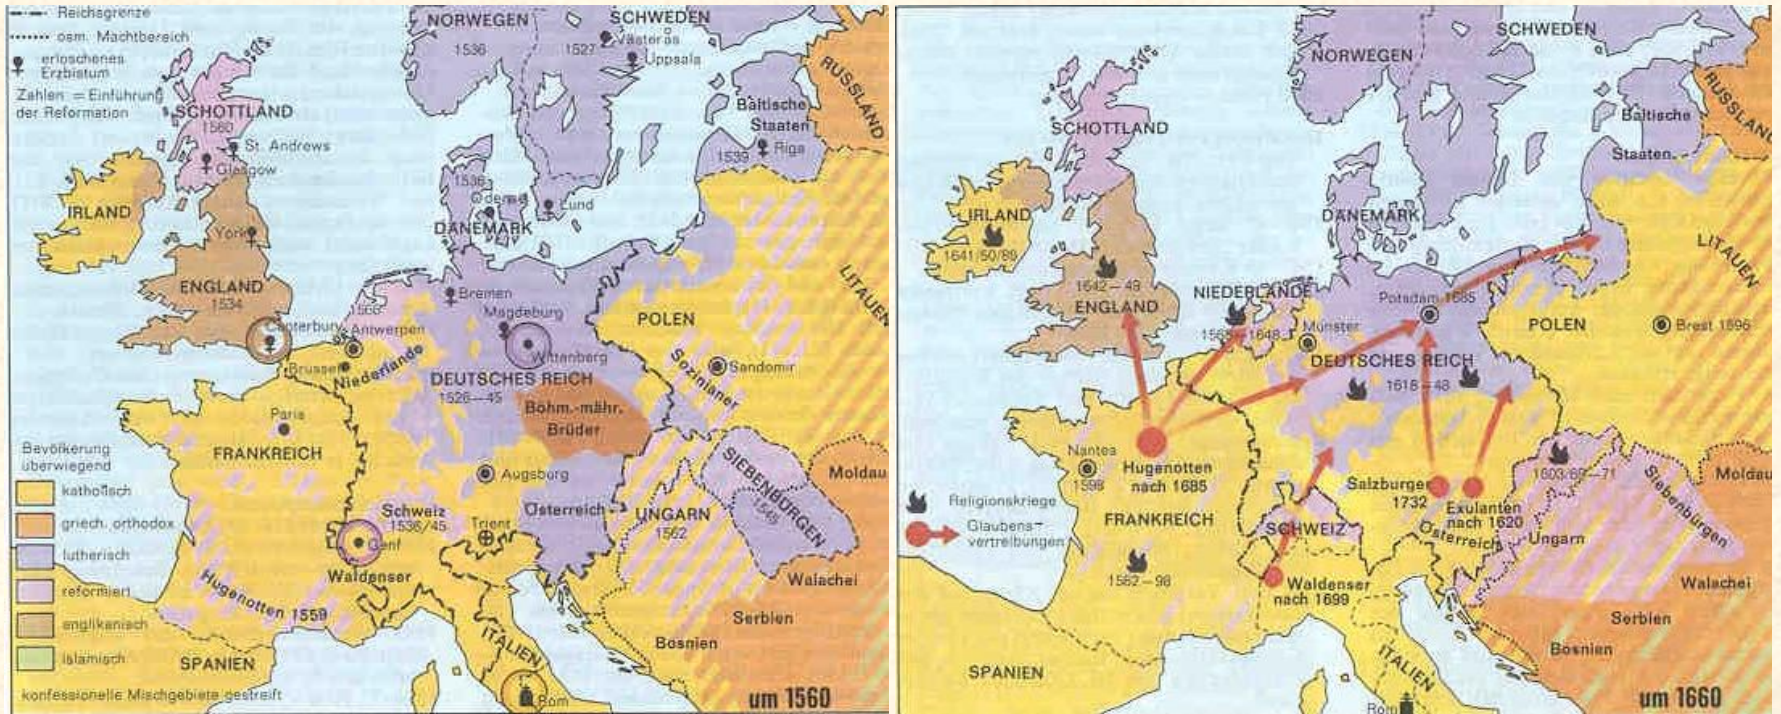 Reichsgrenze
osm. Machtbereich
erloschenes
Erzbistum
Zahlen = Einführung
der Reformation
NORWEGEN
1536
SCHWEDEN
1527
Västeräs
Uppsala
RUSSLAND
SCHOTTLAND
1560
St. Andrews
Glasgow
Baltische
Staaten
1539
Riga
IRLAND
York
1536
Odense
Lund
DÄNEMARK
LITAUEN
ENGLAND
1534
Canterbury
Bremen
Magdeburg
Wittenberg
POLEN
Antwerpen
Brüssel
Niederlande
DEUTSCHES REICH
1526–45
Sozinianer
Sandomir
Böhm.-mähr.
Brüder
Paris
FRANKREICH
Augsburg
SIEBENBÜRGEN
1545
Moldau
Bevölkerung
überwiegend
katholisch
griech. orthodox
lutherisch
reformiert
anglikanisch
islamisch
konfessionelle Mischgebiete gestreift
Schweiz
1536/45
Trient
Österreich
UNGARN
1562
Genf
Waldenser
Walachei
Hugenotten 1559
Serbien
Bosnien
ITALIEN
SPANIEN
Rom
um 1560
NORWEGEN
SCHWEDEN
RUSSLAND
SCHOTTLAND
Baltische
Staaten
IRLAND
1641/50/89
DÄNEMARK
LITAUEN
1642–49
ENGLAND
NIEDERLANDE
1648
Potsdam 1685
Münster
POLEN
Brest 1596
DEUTSCHES REICH
1618–48
Nantes
1598
Hugenotten
nach 1685
Salzburger
1732
Exulanten
nach 1620
Siebenbürgen
Moldau
Religionskriege
Glaubens-
vertreibungen
FRANKREICH
1562–98
SCHWEIZ
Österreich
Ungarn
Waldenser
nach 1699
Walachei
Serbien
Bosnien
SPANIEN
ITALIEN
Rom
um 1660